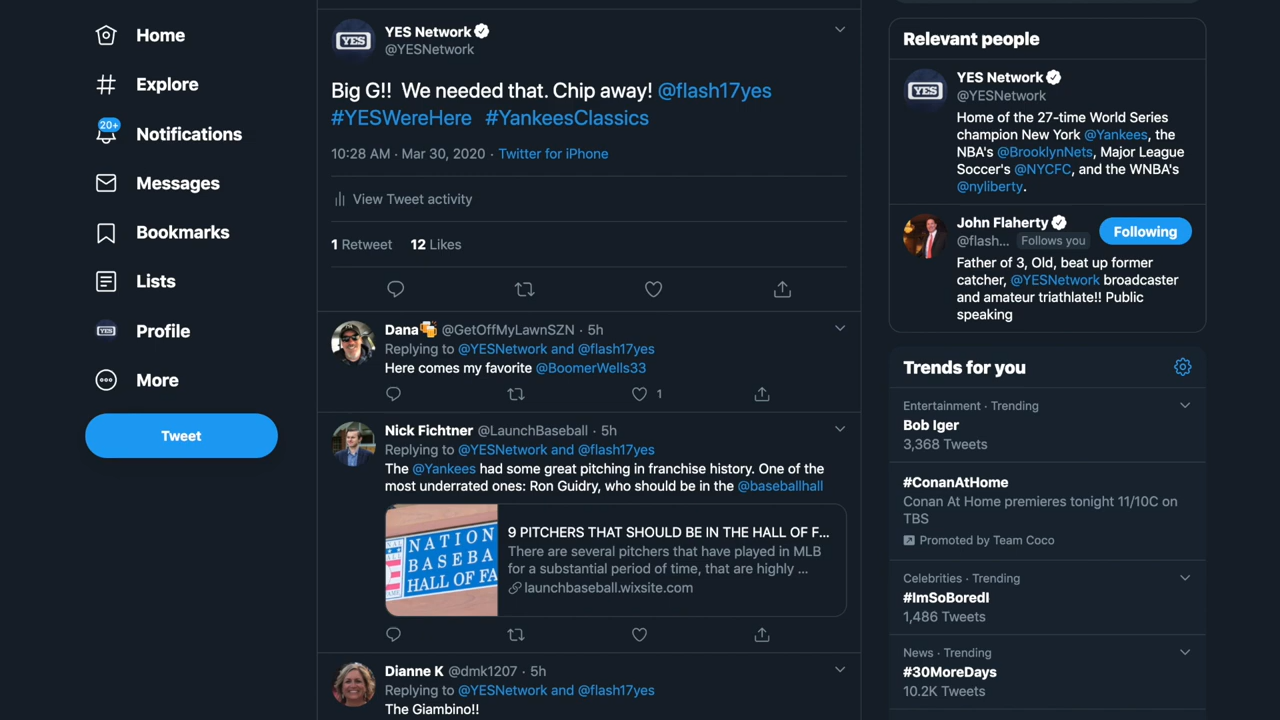 Home
Explore
20+
Notifications
Messages
Bookmarks
Lists
YES
Profile
More
Tweet
YES
YES Network
@YESNetwork
Big G!! We needed that. Chip away! @flash17yes
#YESWereHere #YankeesClassics
10:28 AM · Mar 30, 2020 · Twitter for iPhone
View Tweet activity
1 Retweet 12 Likes
Dana🍻 @GetOffMyLawnSZN · 5h
Replying to @YESNetwork and @flash17yes
Here comes my favorite @BoomerWells33
1
Nick Fichtner @LaunchBaseball · 5h
Replying to @YESNetwork and @flash17yes
The @Yankees had some great pitching in franchise history. One of the
most underrated ones: Ron Guidry, who should be in the @baseballhall
NATION
BASEBA
HALL OF FA
9 PITCHERS THAT SHOULD BE IN THE HALL OF F...
There are several pitchers that have played in MLB
for a substantial period of time, that are highly ...
launchbaseball.wixsite.com
Dianne K @dmk1207 · 5h
Replying to @YESNetwork and @flash17yes
The Giambino!!
Relevant people
YES
YES Network
@YESNetwork
Home of the 27-time World Series
champion New York @Yankees, the
NBA's @BrooklynNets, Major League
Soccer's @NYCFC, and the WNBA's
@nyliberty.
John Flaherty
@flash... Follows you
Following
Father of 3, Old, beat up former
catcher, @YESNetwork broadcaster
and amateur triathlate!! Public
speaking
Trends for you
Entertainment · Trending
Bob Iger
3,368 Tweets
#ConanAtHome
Conan At Home premieres tonight 11/10C on
TBS
Promoted by Team Coco
Celebrities · Trending
#ImSoBoredI
1,486 Tweets
News · Trending
#30MoreDays
10.2K Tweets